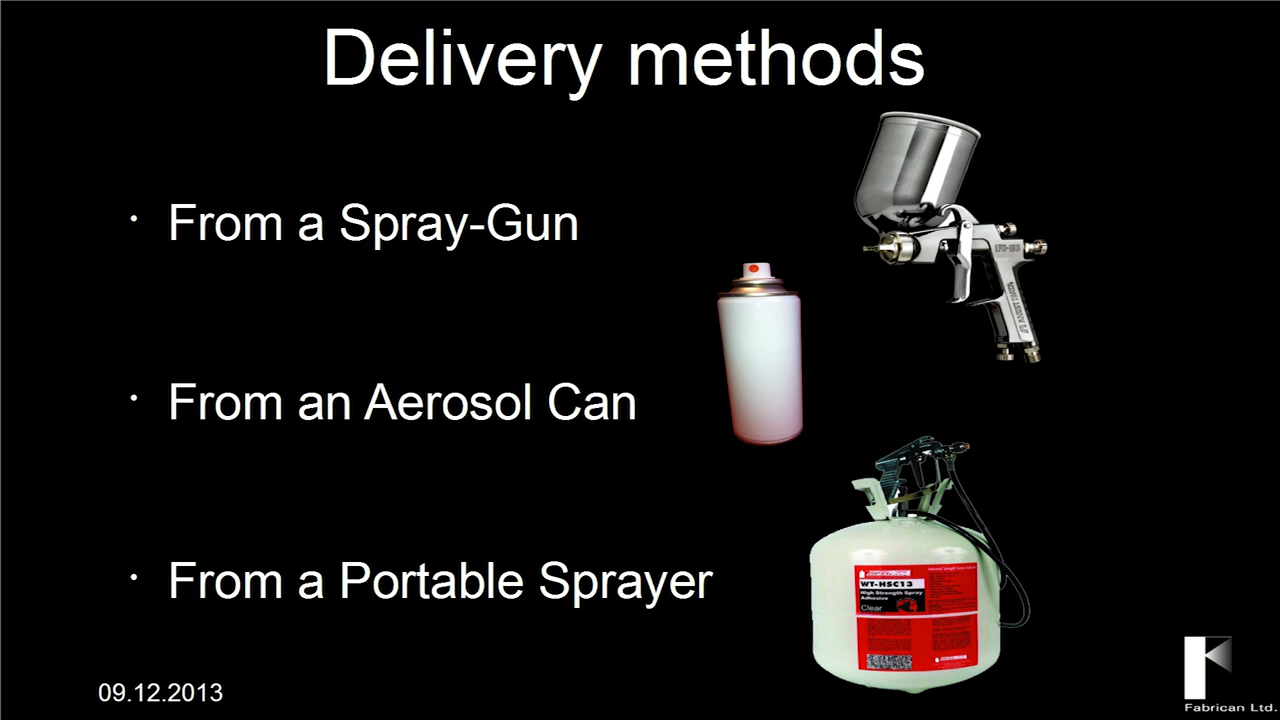 Delivery methods
From a Spray-Gun
From an Aerosol Can
From a Portable Sprayer
WT-HSC13
High Strength Spray
Adhesive
Clear
09.12.2013
Fabrican Ltd.